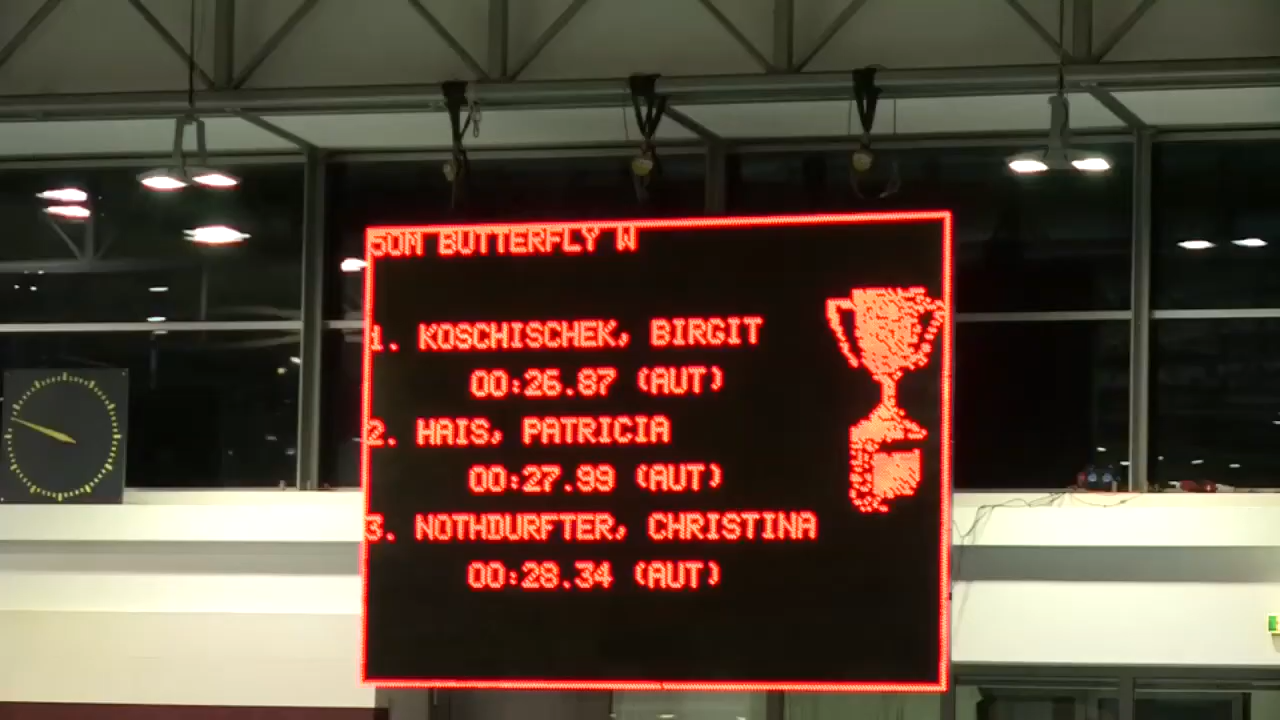 50M BUTTERFLY W
1. KOSCHISCHEK, BIRGIT
00:26.87 (AUT)
2. HAIS, PATRICIA
00:27.99 (AUT)
3. NOTHDURFTER, CHRISTINA
00:28.34 (AUT)